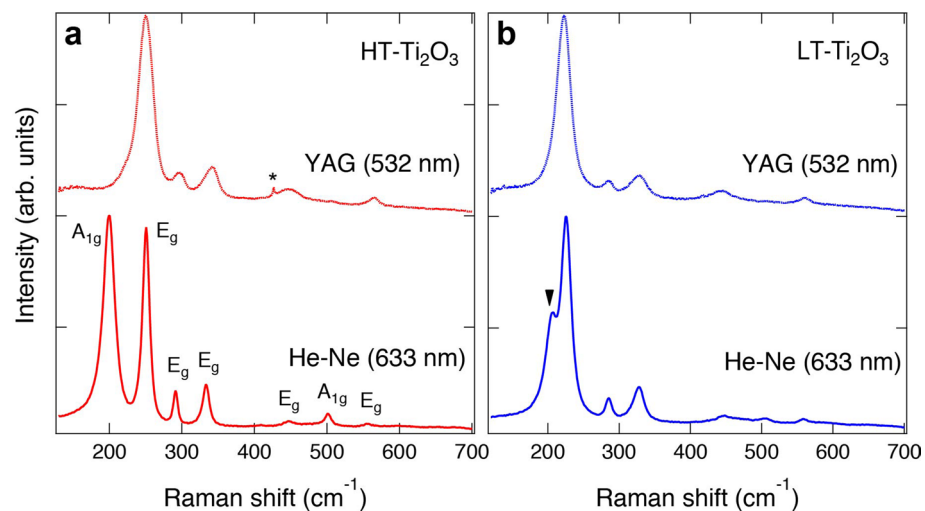 a
HT-Ti₂O₃
YAG (532 nm)
*
A₁g
Eg
He-Ne (633 nm)
Eg
Eg
Eg
A₁g
Eg
200
300
400
500
600
700
Raman shift (cm⁻¹)
Intensity (arb. units)
b
LT-Ti₂O₃
YAG (532 nm)
He-Ne (633 nm)
200
300
400
500
600
700
Raman shift (cm⁻¹)